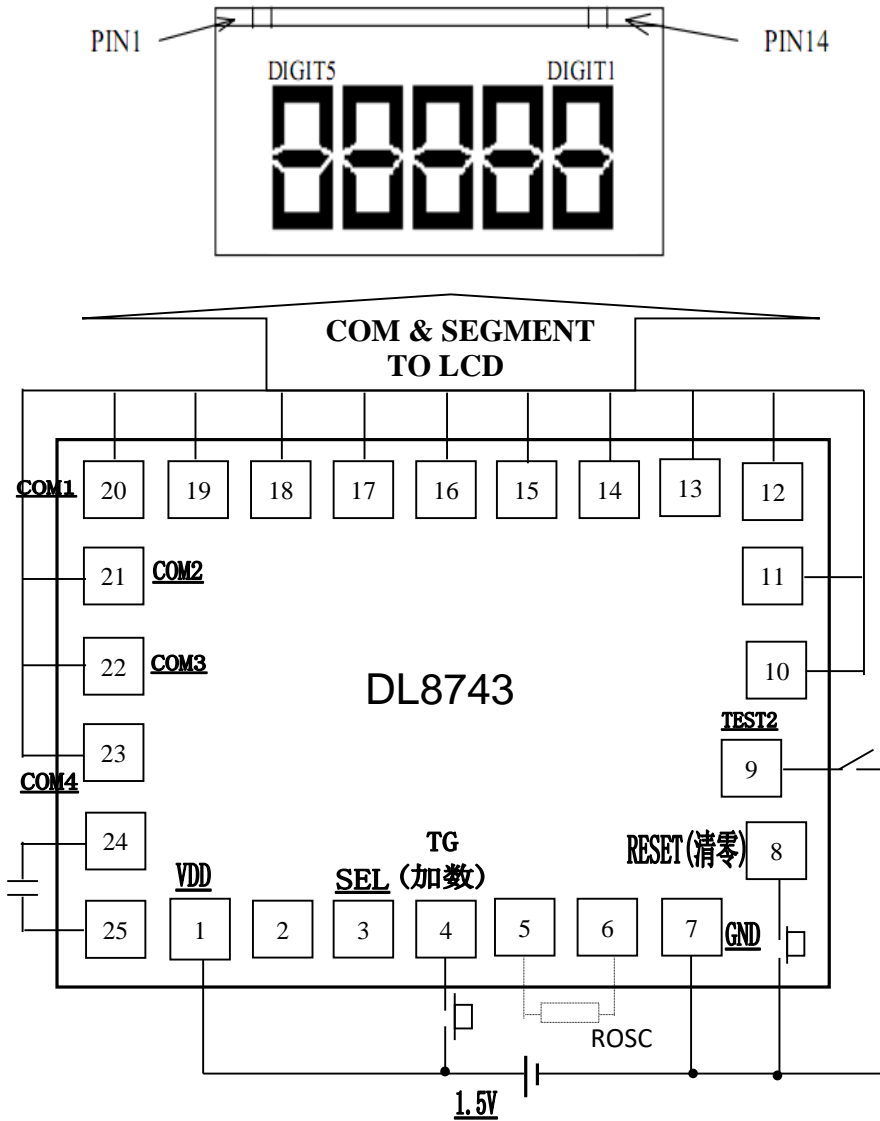 PIN1
PIN14
DIGIT5
DIGIT1
COM & SEGMENT
TO LCD
COM1
20
19
18
17
16
15
14
13
12
21
COM2
11
22
COM3
DL8743
10
TEST2
23
9
COM4
24
TG
RESET(清零)
8
VDD
SEL
(加数)
25
1
2
3
4
5
6
7
GND
ROSC
1.5V